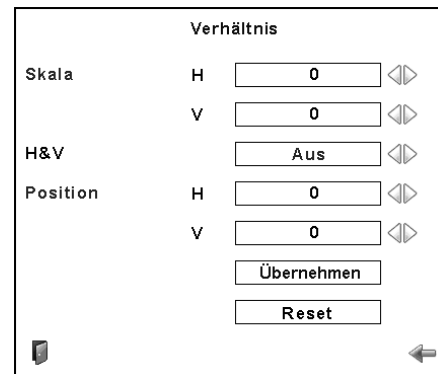 Verhältnis
Skala H 0
V 0
H&V Aus
Position H 0
V 0
Übernehmen
Reset